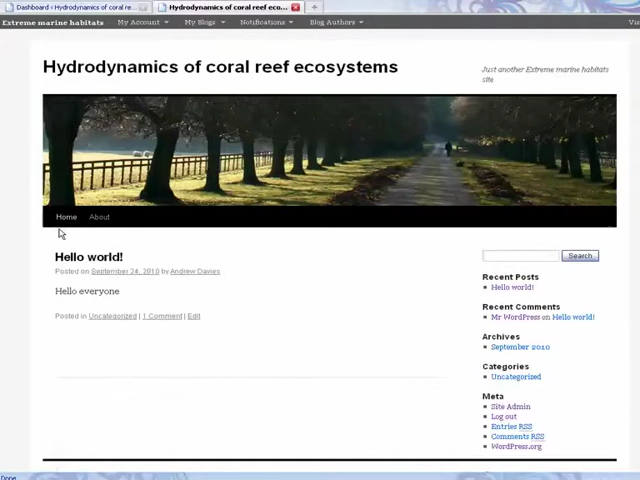 Dashboard ‹ Hydrodynamics of coral re...
Hydrodynamics of coral reef eco...
Extreme marine habitats
My Account
My Blogs
Notifications
Blog Authors
Vis
Hydrodynamics of coral reef ecosystems
Just another Extreme marine habitats
site
Home
About
Hello world!
Posted on September 24, 2010 by Andrew Davies
Hello everyone
Posted in Uncategorized | 1 Comment | Edit
Search
Recent Posts
Hello world!
Recent Comments
Mr WordPress on Hello world!
Archives
September 2010
Categories
Uncategorized
Meta
Site Admin
Log out
Entries RSS
Comments RSS
WordPress.org
Done